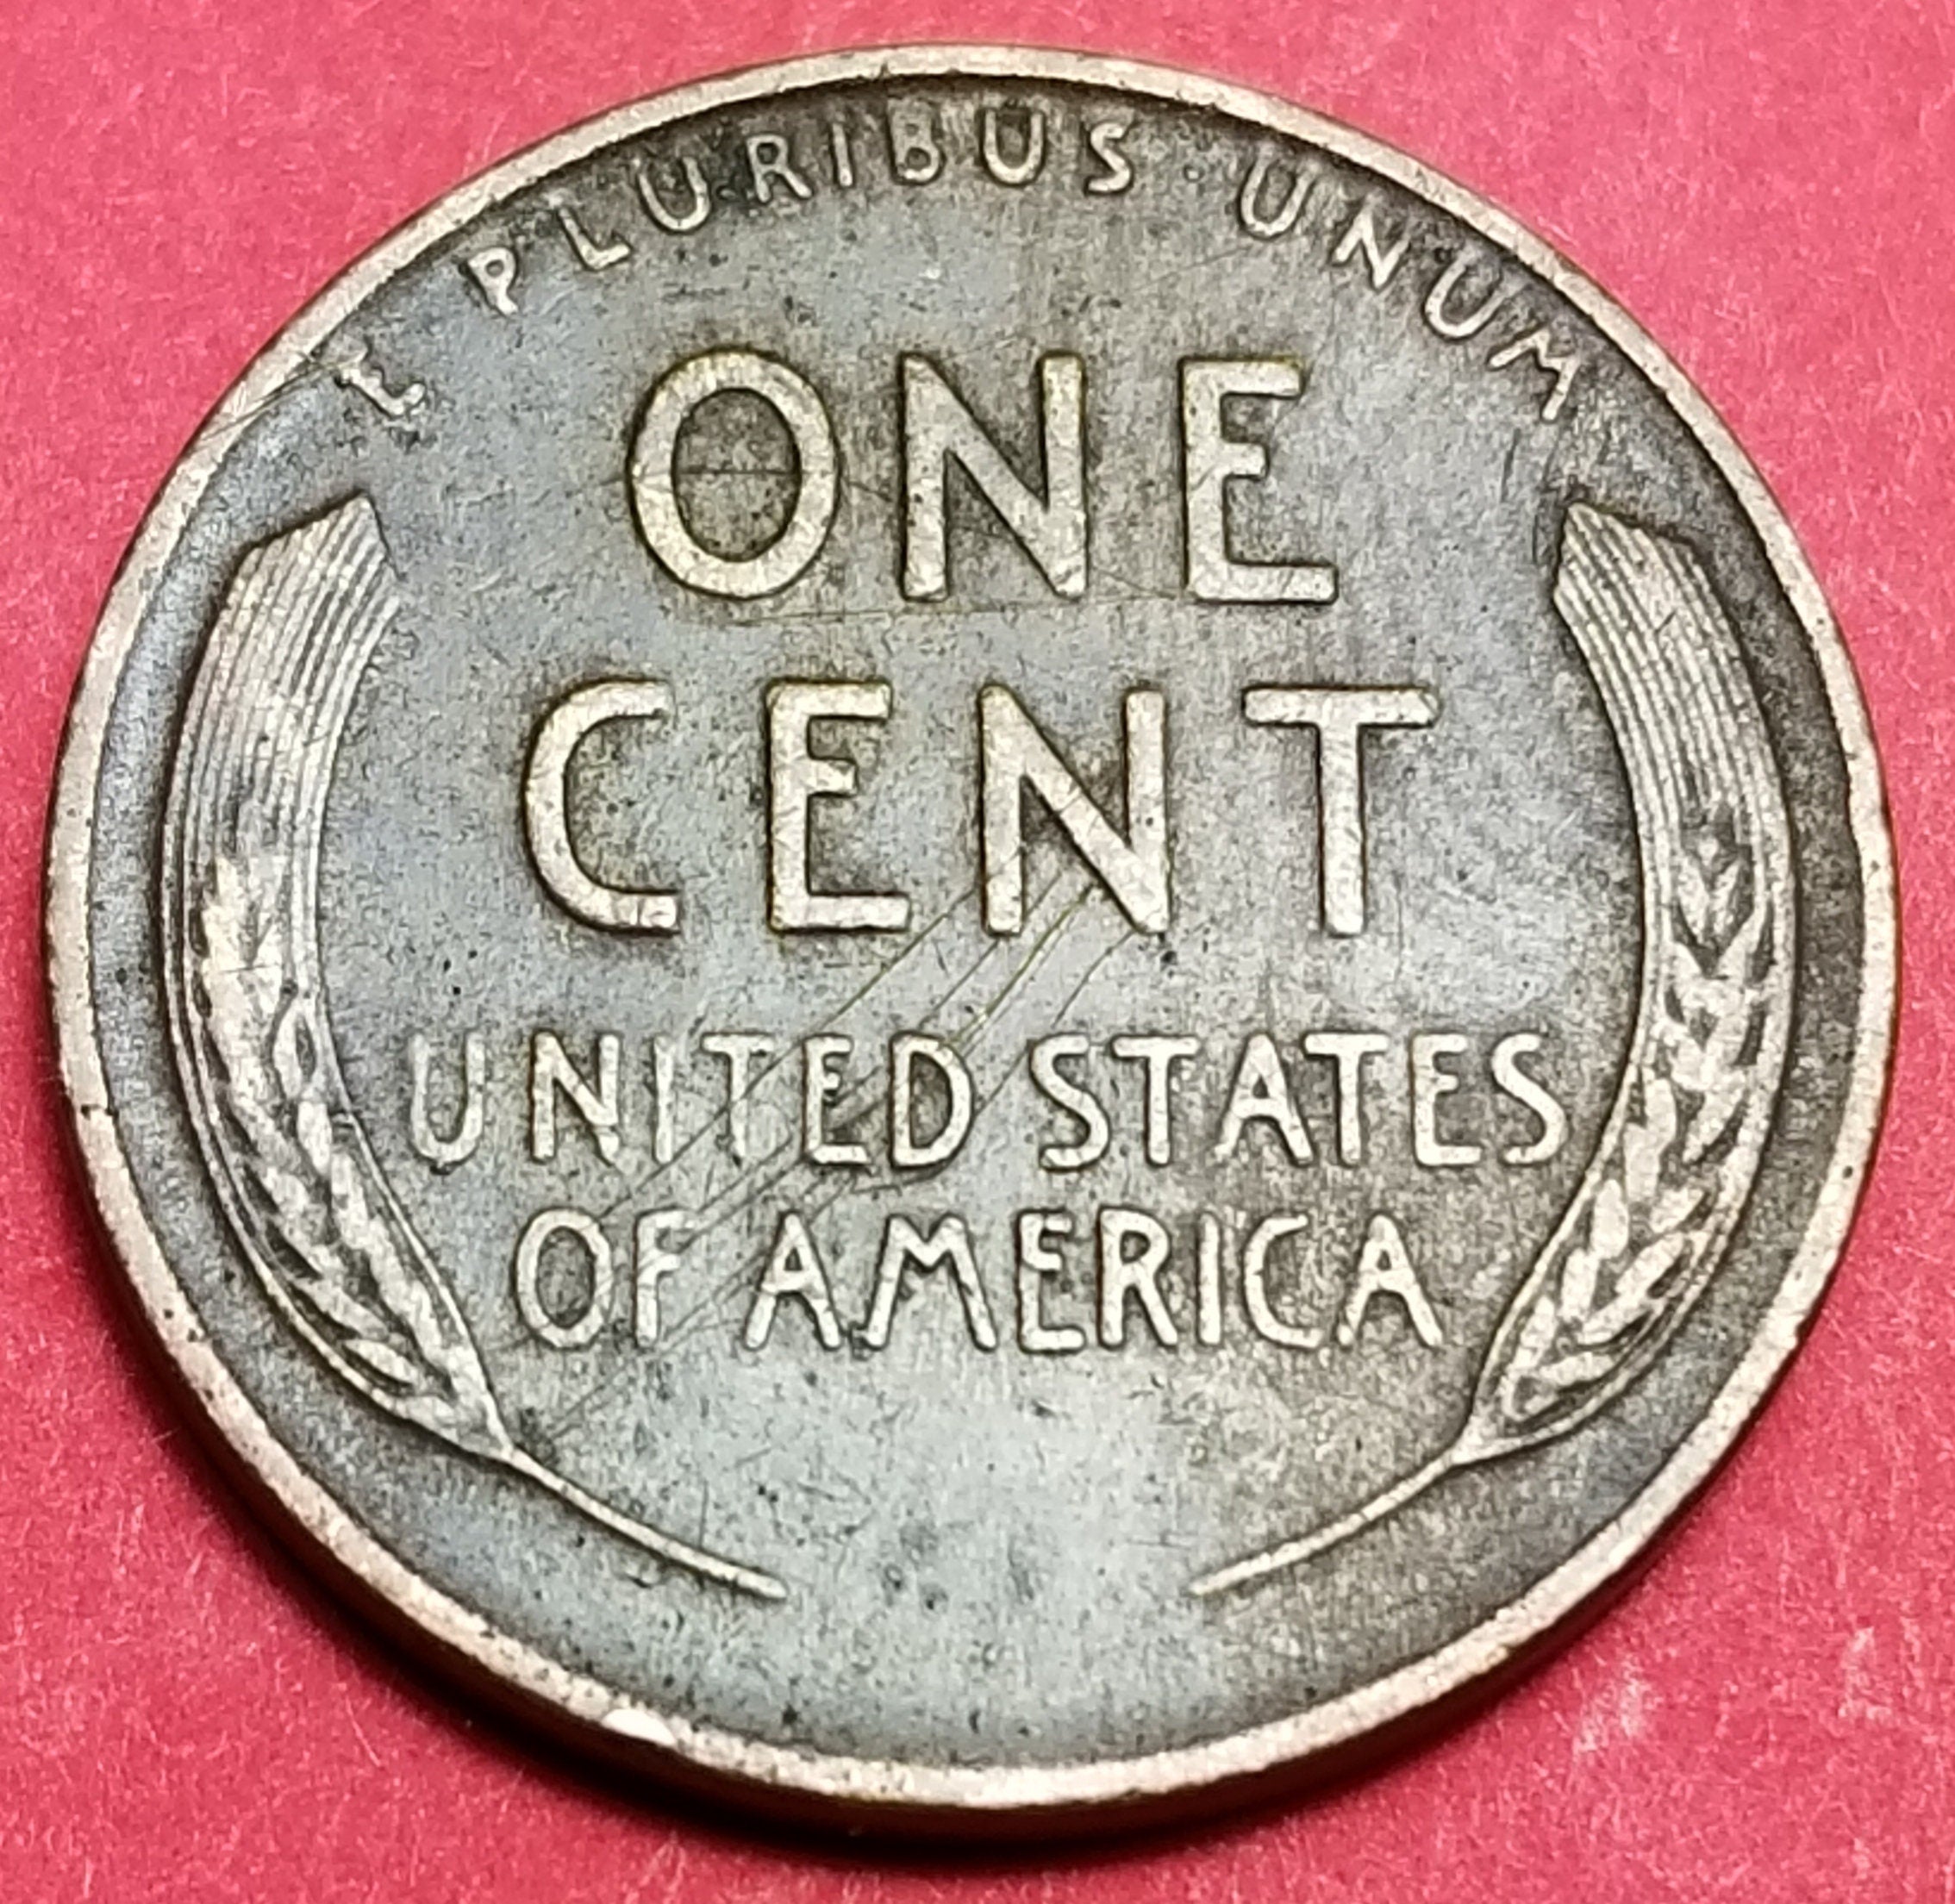 E PLURIBUS · UNUM
ONE
CENT
UNITED STATES
OF AMERICA